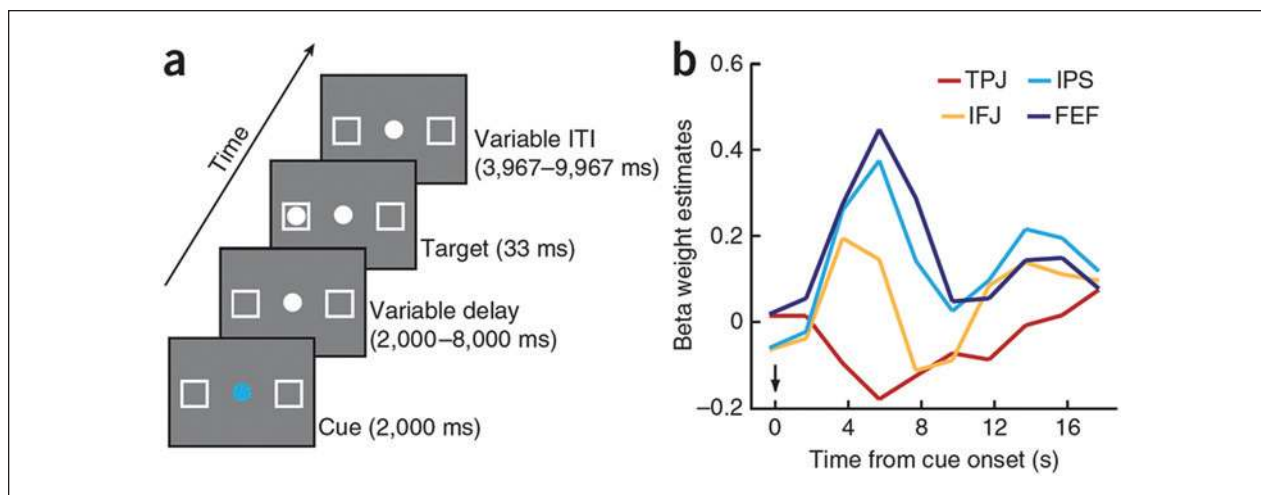 a
Time
Variable ITI
(3,967–9,967 ms)
Target (33 ms)
Variable delay
(2,000–8,000 ms)
Cue (2,000 ms)
b
TPJ IPS
IFJ FEF
Beta weight estimates
0.6
0.4
0.2
0
–0.2
0 4 8 12 16
Time from cue onset (s)